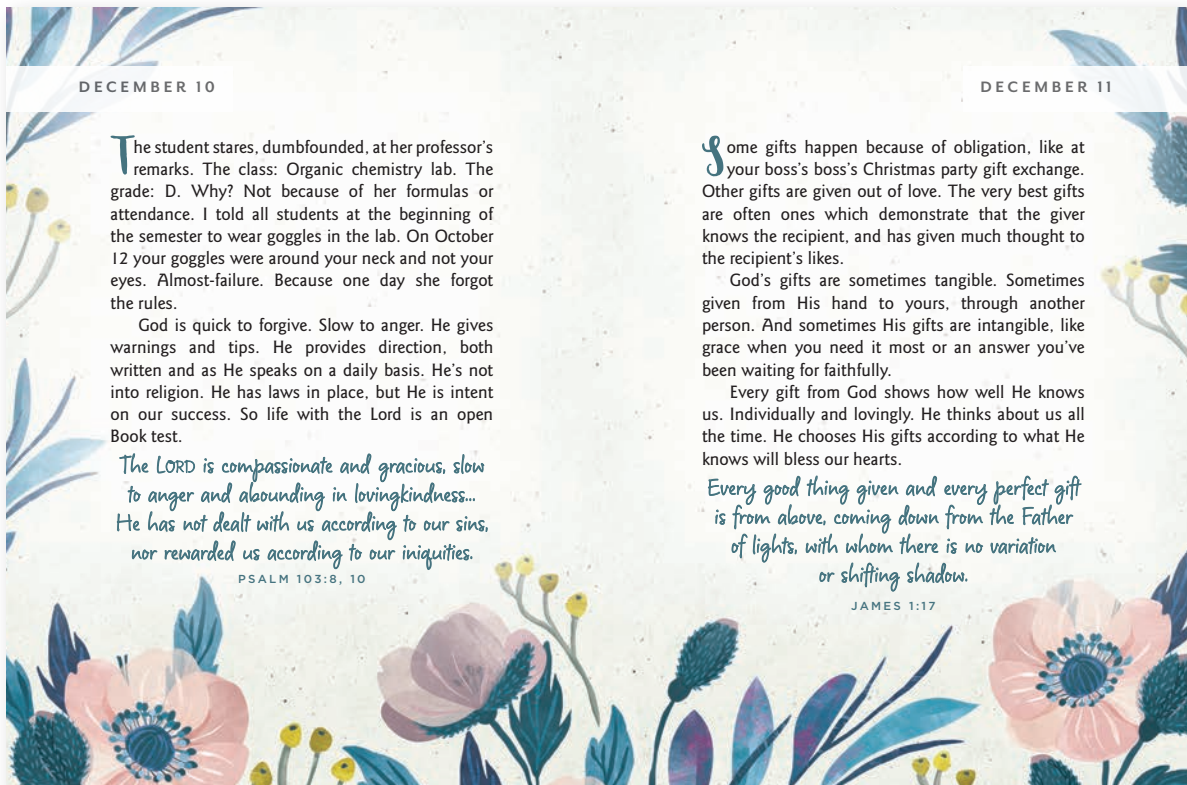 DECEMBER 10
The student stares, dumbfounded, at her professor's
remarks. The class: Organic chemistry lab. The
grade: D. Why? Not because of her formulas or
attendance. I told all students at the beginning of
the semester to wear goggles in the lab. On October
12 your goggles were around your neck and not your
eyes. Almost-failure. Because one day she forgot
the rules.
God is quick to forgive. Slow to anger. He gives
warnings and tips. He provides direction, both
written and as He speaks on a daily basis. He's not
into religion. He has laws in place, but He is intent
on our success. So life with the Lord is an open
Book test.
The LORD is compassionate and gracious, slow
to anger and abounding in lovingkindness...
He has not dealt with us according to our sins,
nor rewarded us according to our iniquities.
PSALM 103:8, 10
DECEMBER 11
Some gifts happen because of obligation, like at
your boss's boss's Christmas party gift exchange.
Other gifts are given out of love. The very best gifts
are often ones which demonstrate that the giver
knows the recipient, and has given much thought to
the recipient's likes.
God's gifts are sometimes tangible. Sometimes
given from His hand to yours, through another
person. And sometimes His gifts are intangible, like
grace when you need it most or an answer you've
been waiting for faithfully.
Every gift from God shows how well He knows
us. Individually and lovingly. He thinks about us all
the time. He chooses His gifts according to what He
knows will bless our hearts.
Every good thing given and every perfect gift
is from above, coming down from the Father
of lights, with whom there is no variation
or shifting shadow.
JAMES 1:17